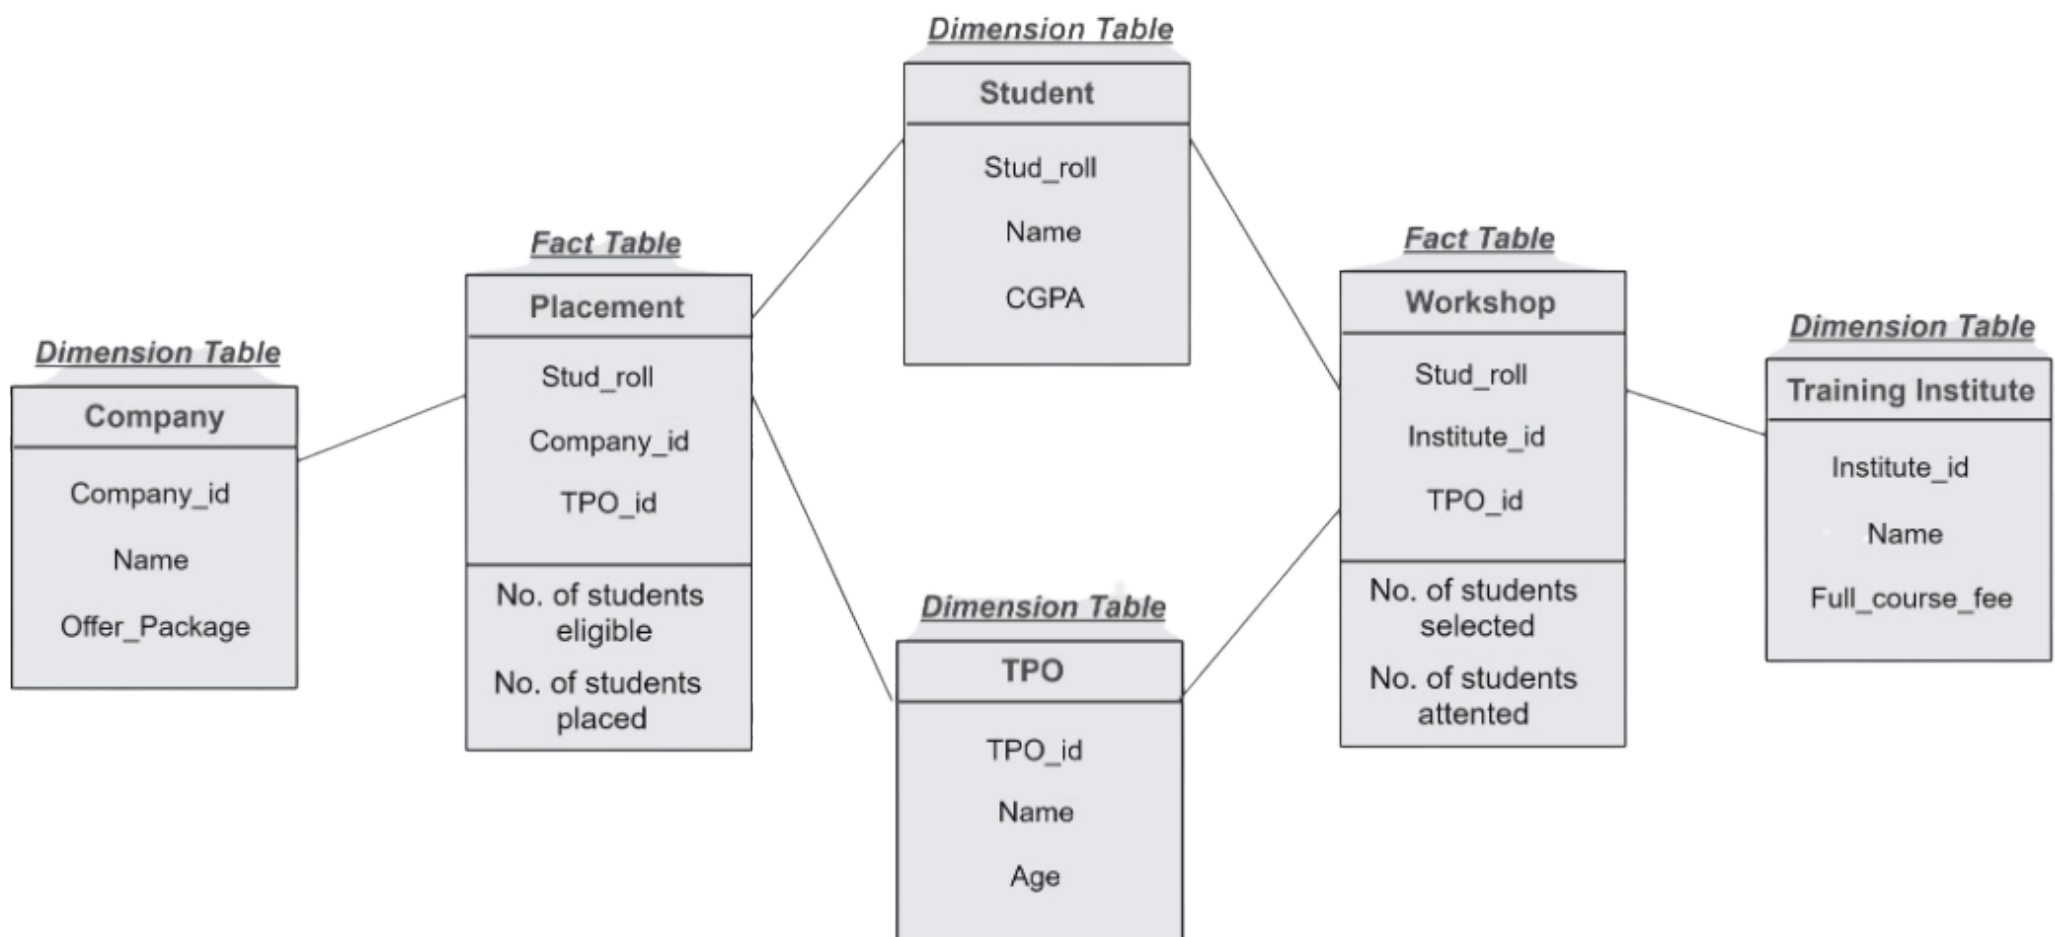 Dimension Table
Company
Company_id
Name
Offer_Package
Fact Table
Placement
Stud_roll
Company_id
TPO_id
No. of students
eligible
No. of students
placed
Dimension Table
Student
Stud_roll
Name
CGPA
Dimension Table
TPO
TPO_id
Name
Age
Fact Table
Workshop
Stud_roll
Institute_id
TPO_id
No. of students
selected
No. of students
attented
Dimension Table
Training Institute
Institute_id
Name
Full_course_fee